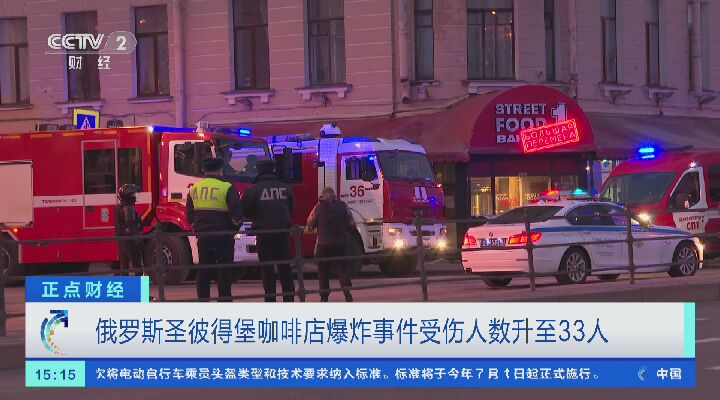 CCTV 2
财经
STREET
FOOD 1
BAR
БОЛЬШАЯ
ПЕРЕМЕНА
ДПС
ДПС
36
正点财经
俄罗斯圣彼得堡咖啡店爆炸事件受伤人数升至33人
15:15 欠将电动自行车乘员头盔类型和技术要求纳入标准。标准将于今年7月1日起正式施行。 中国